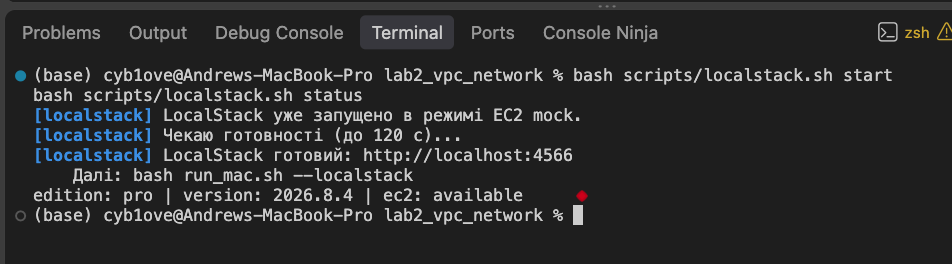 Problems Output Debug Console Terminal Ports Console Ninja zsh
(base) cyb1ove@Andrews-MacBook-Pro lab2_vpc_network % bash scripts/localstack.sh start
bash scripts/localstack.sh status
[localstack] LocalStack уже запущено в режимі EC2 mock.
[localstack] Чекаю готовності (до 120 с)...
[localstack] LocalStack готовий: http://localhost:4566
Далі: bash run_mac.sh --localstack
edition: pro | version: 2026.8.4 | ec2: available
(base) cyb1ove@Andrews-MacBook-Pro lab2_vpc_network %